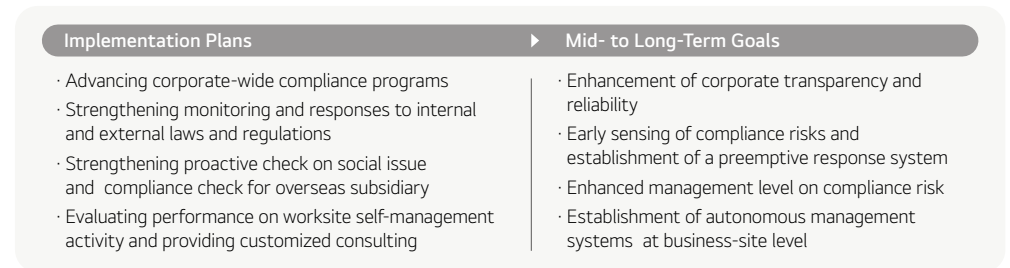 Implementation Plans
· Advancing corporate-wide compliance programs
· Strengthening monitoring and responses to internal
and external laws and regulations
· Strengthening proactive check on social issue
and compliance check for overseas subsidiary
· Evaluating performance on worksite self-management
activity and providing customized consulting
Mid- to Long-Term Goals
· Enhancement of corporate transparency and
reliability
· Early sensing of compliance risks and
establishment of a preemptive response system
· Enhanced management level on compliance risk
· Establishment of autonomous management
systems at business-site level